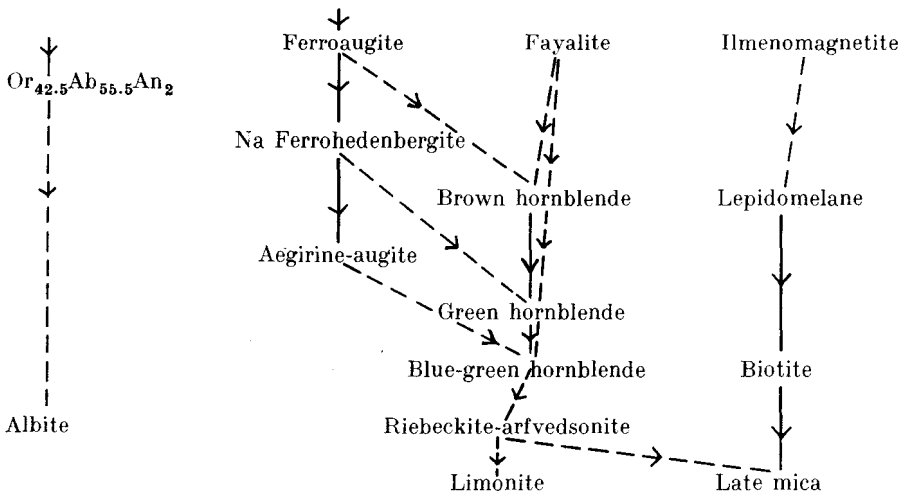 Ferroaugite Fayalite Ilmenomagnetite
Or42.5Ab55.5An2
Na Ferrohedenbergite
Brown hornblende Lepidomelane
Aegirine-augite
Green hornblende
Blue-green hornblende Biotite
Albite Riebeckite-arfvedsonite
Limonite Late mica